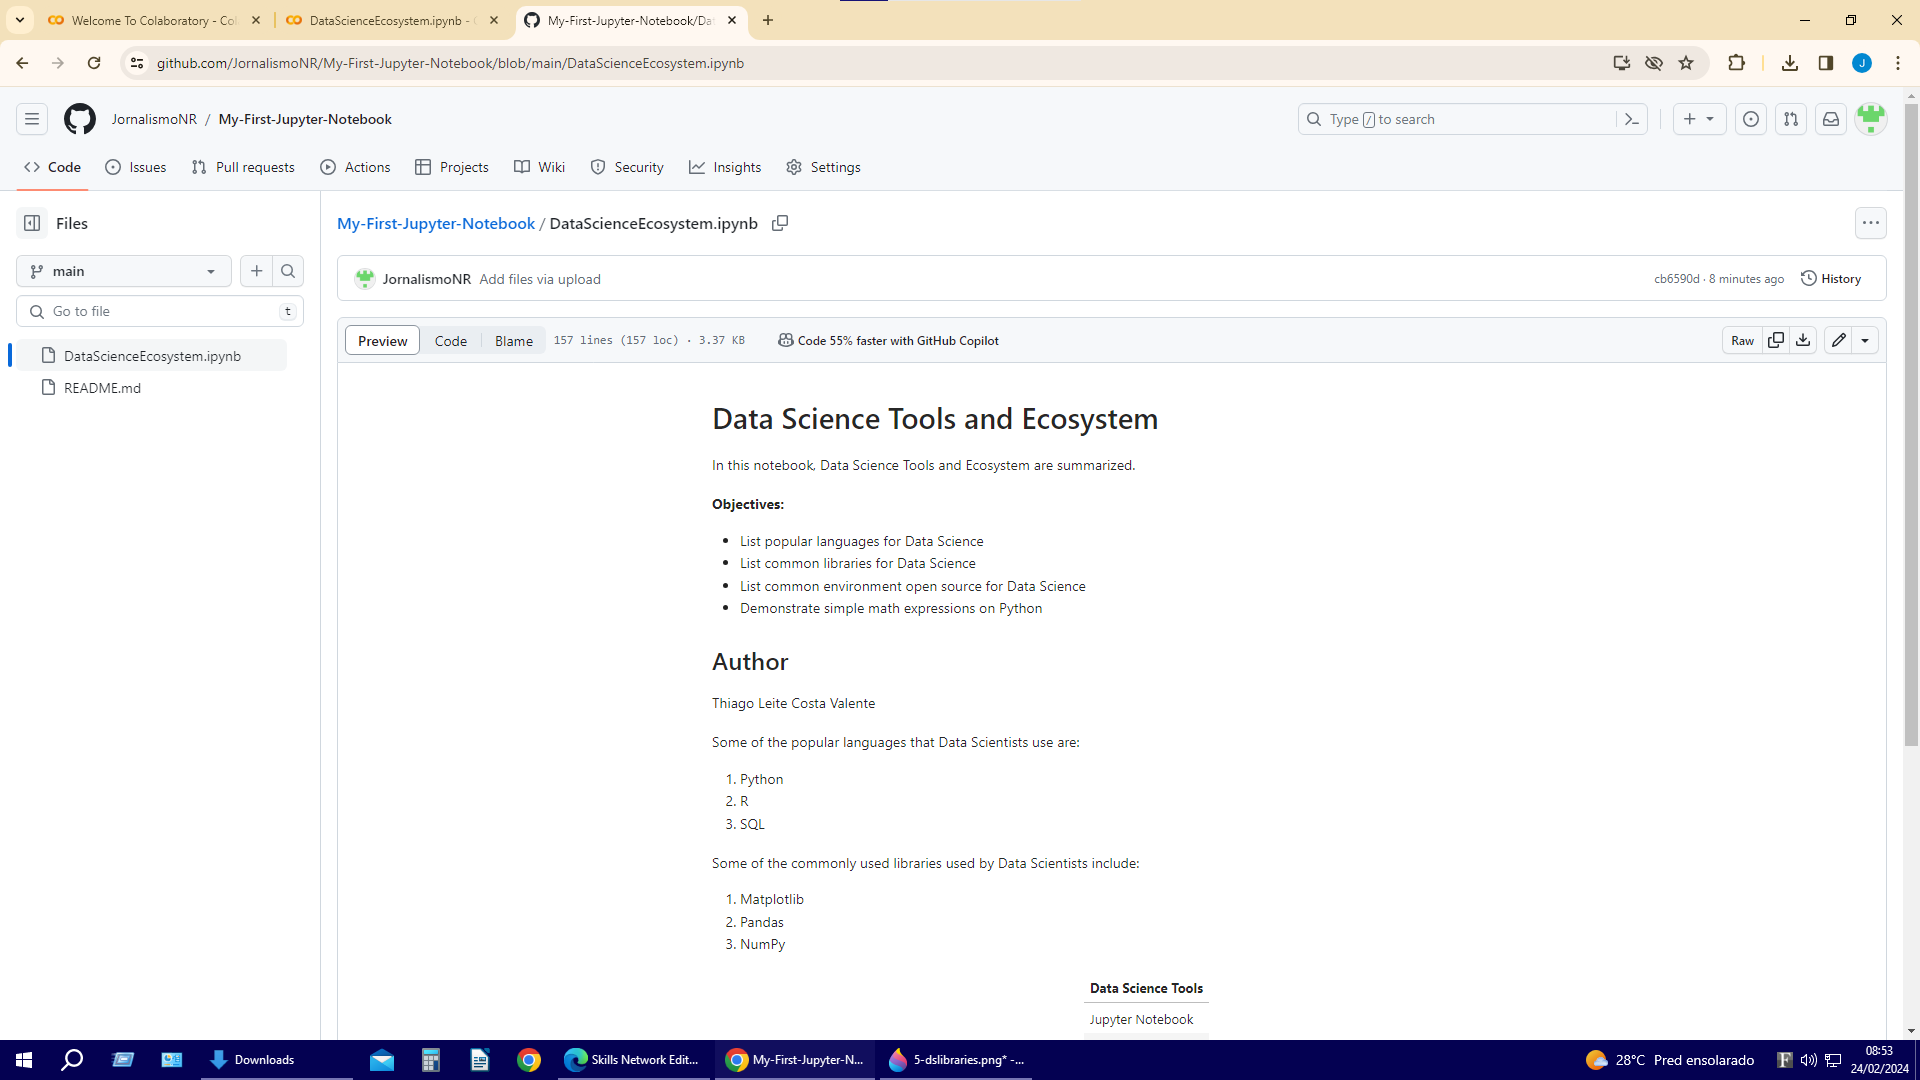 Welcome To Colaboratory - Col
DataScienceEcosystem.ipynb - C
My-First-Jupyter-Notebook/Dat
github.com/JornalismoNR/My-First-Jupyter-Notebook/blob/main/DataScienceEcosystem.ipynb
J
JornalismoNR / My-First-Jupyter-Notebook
Type / to search
Code
Issues
Pull requests
Actions
Projects
Wiki
Security
Insights
Settings
Files
My-First-Jupyter-Notebook / DataScienceEcosystem.ipynb
main
JornalismoNR Add files via upload
cb6590d · 8 minutes ago
History
Go to file
t
Preview
Code
Blame
157 lines (157 loc) · 3.37 KB
Code 55% faster with GitHub Copilot
Raw
DataScienceEcosystem.ipynb
README.md
Data Science Tools and Ecosystem
In this notebook, Data Science Tools and Ecosystem are summarized.
Objectives:
• List popular languages for Data Science
• List common libraries for Data Science
• List common environment open source for Data Science
• Demonstrate simple math expressions on Python
Author
Thiago Leite Costa Valente
Some of the popular languages that Data Scientists use are:
1. Python
2. R
3. SQL
Some of the commonly used libraries used by Data Scientists include:
1. Matplotlib
2. Pandas
3. NumPy
Data Science Tools
Jupyter Notebook
Downloads
Skills Network Edit...
My-First-Jupyter-N...
5-dslibraries.png* -...
28°C Pred ensolarado
08:53
24/02/2024